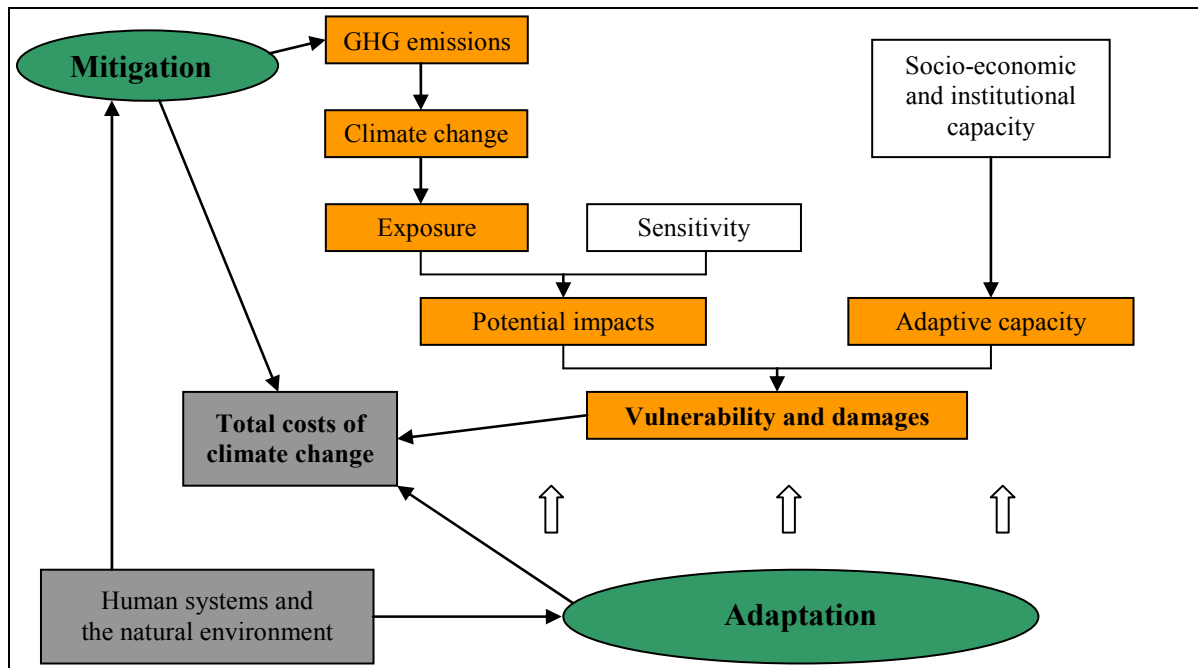 GHG emissions
Mitigation
Socio-economic
and institutional
capacity
Climate change
Exposure
Sensitivity
Potential impacts
Adaptive capacity
Total costs of
climate change
Vulnerability and damages
Human systems and
the natural environment
Adaptation